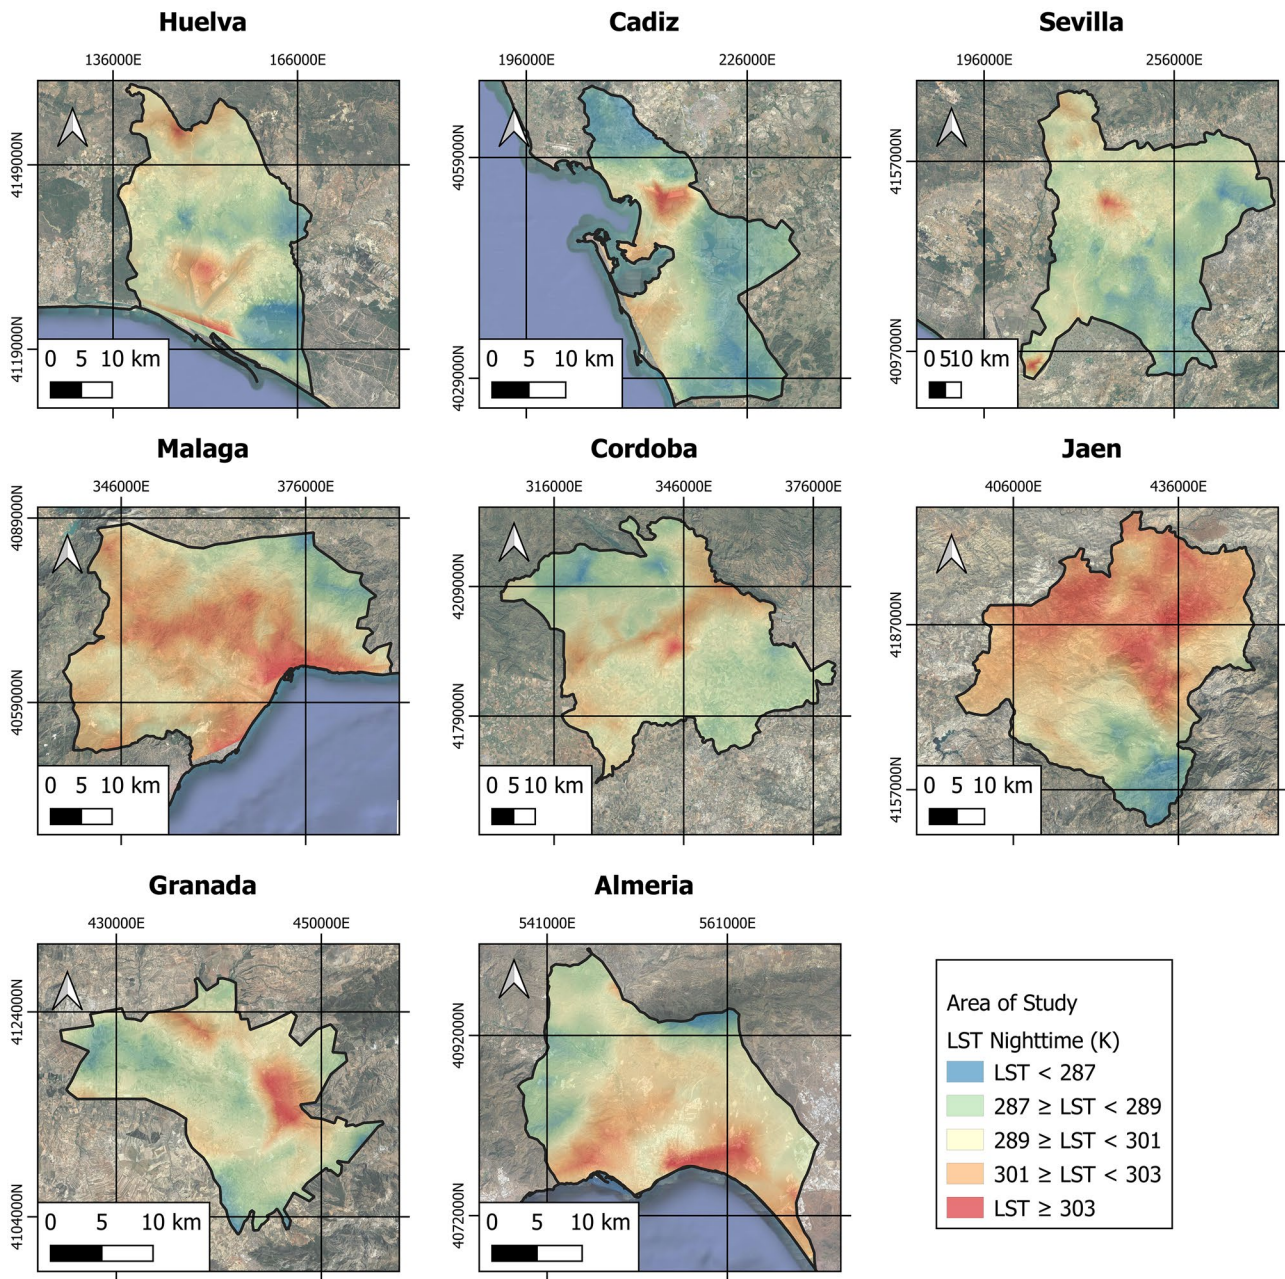 Huelva
136000E 166000E
4149000N
4119000N
0 5 10 km
Cadiz
196000E 226000E
4059000N
4029000N
0 5 10 km
Sevilla
196000E 256000E
4157000N
4097000N
0 510 km
Malaga
346000E 376000E
4089000N
4059000N
0 5 10 km
Cordoba
316000E 346000E 376000E
4209000N
4179000N
0 5 10 km
Jaen
406000E 436000E
4187000N
4157000N
0 5 10 km
Granada
430000E 450000E
4124000N
4104000N
0 5 10 km
Almeria
541000E 561000E
4092000N
4072000N
0 5 10 km
Area of Study
LST Nighttime (K)
LST < 287
287 ≥ LST < 289
289 ≥ LST < 301
301 ≥ LST < 303
LST ≥ 303